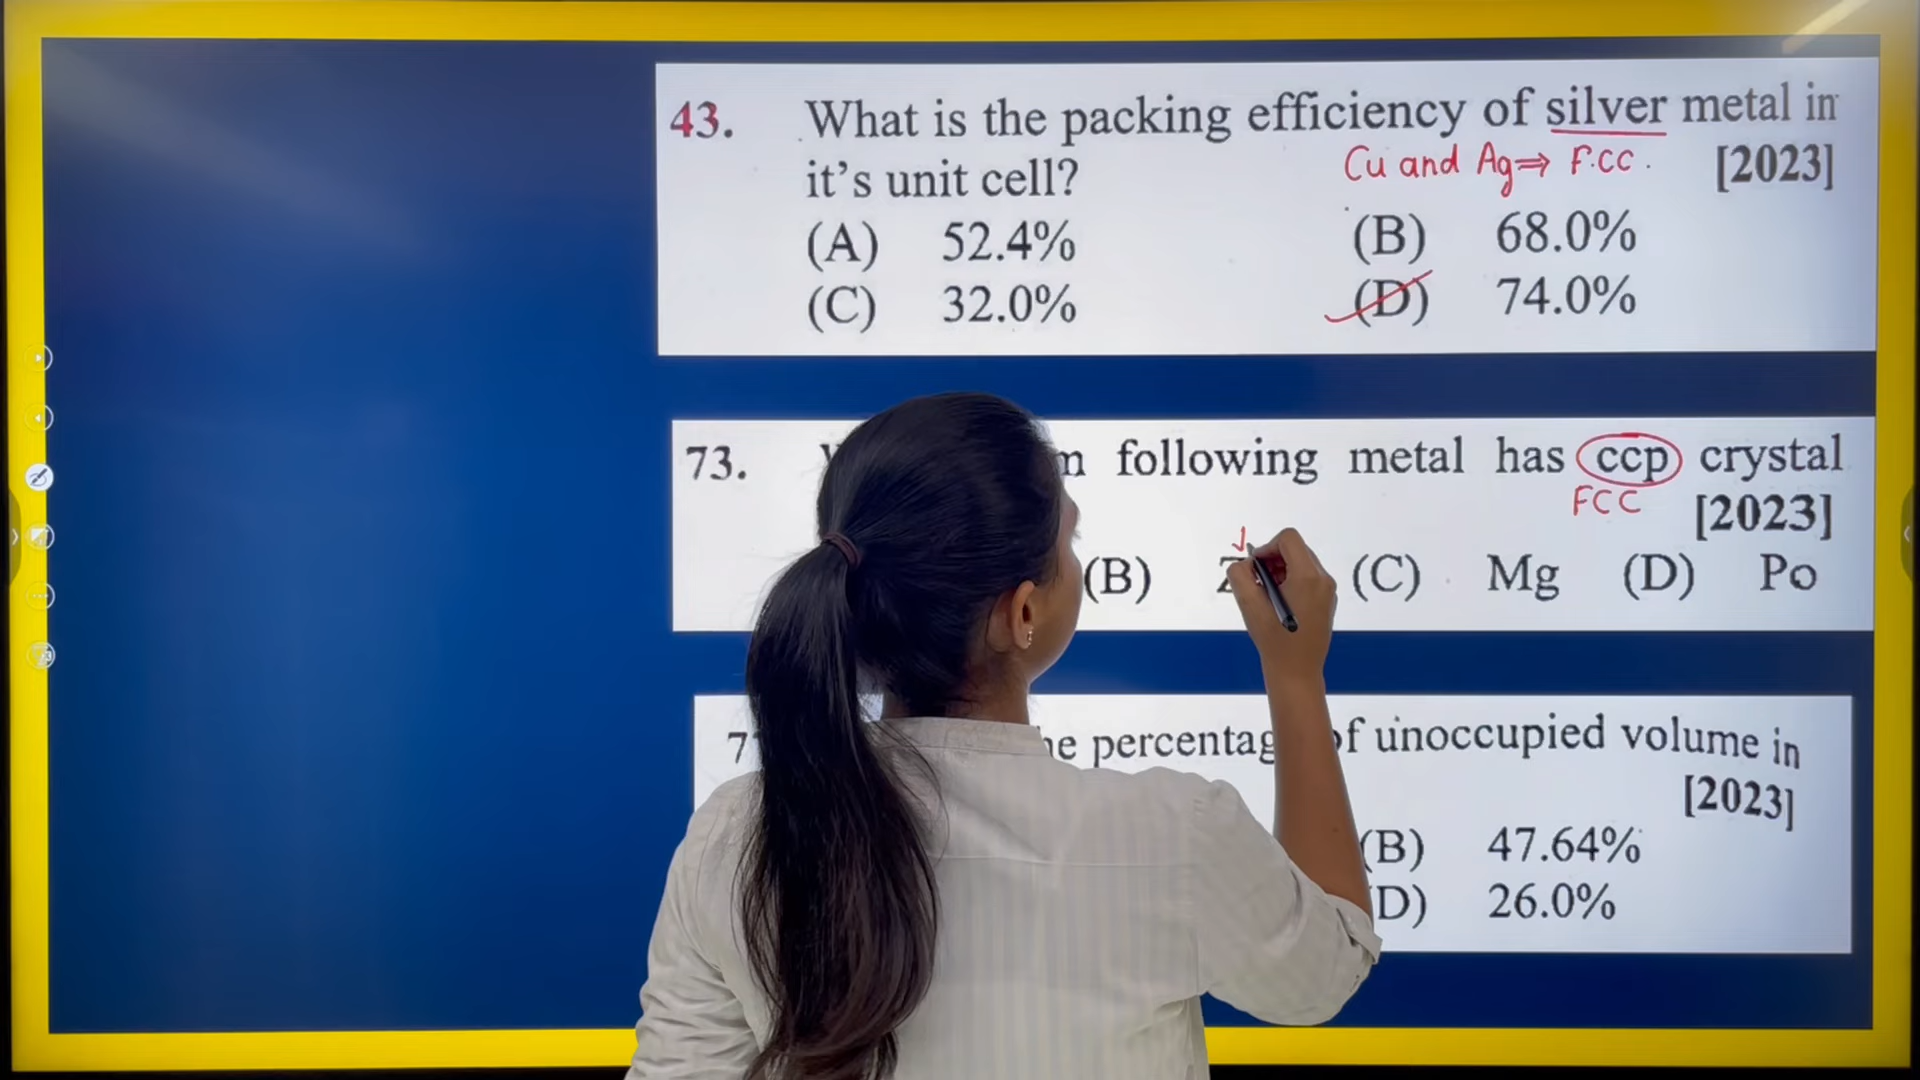 43. What is the packing efficiency of silver metal in
it's unit cell? Cu and Ag⇒ F.CC. [2023]
(A) 52.4% (B) 68.0%
(C) 32.0% (D) 74.0%
73. following metal has ccp crystal
FCC [2023]
(B) (C) Mg (D) Po
percentag of unoccupied volume in
[2023]
(B) 47.64%
D) 26.0%